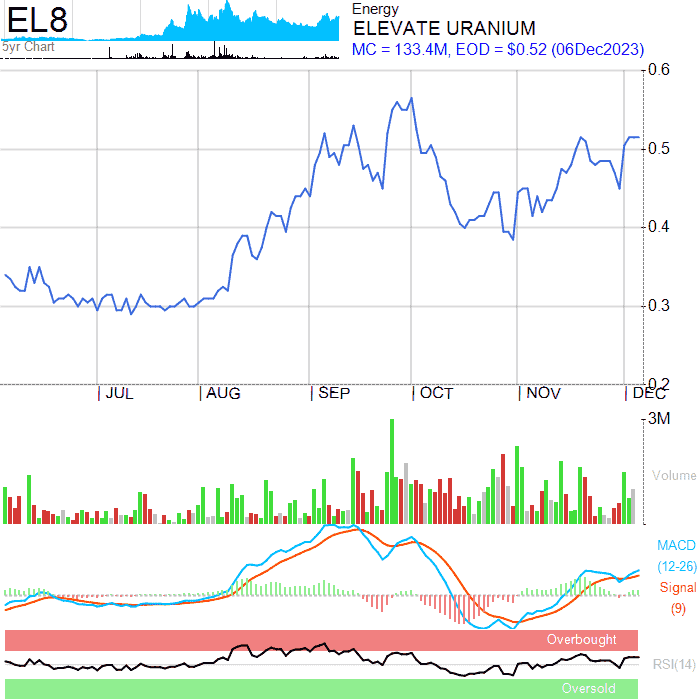 EL8
Energy
ELEVATE URANIUM
5yr Chart
MC = 133.4M, EOD = $0.52 (06Dec2023)
0.6
0.5
0.4
0.3
0.2
JUL AUG SEP OCT NOV DEC
3M
Volume
MACD
(12-26)
Signal
(9)
Overbought
RSI(14)
Oversold